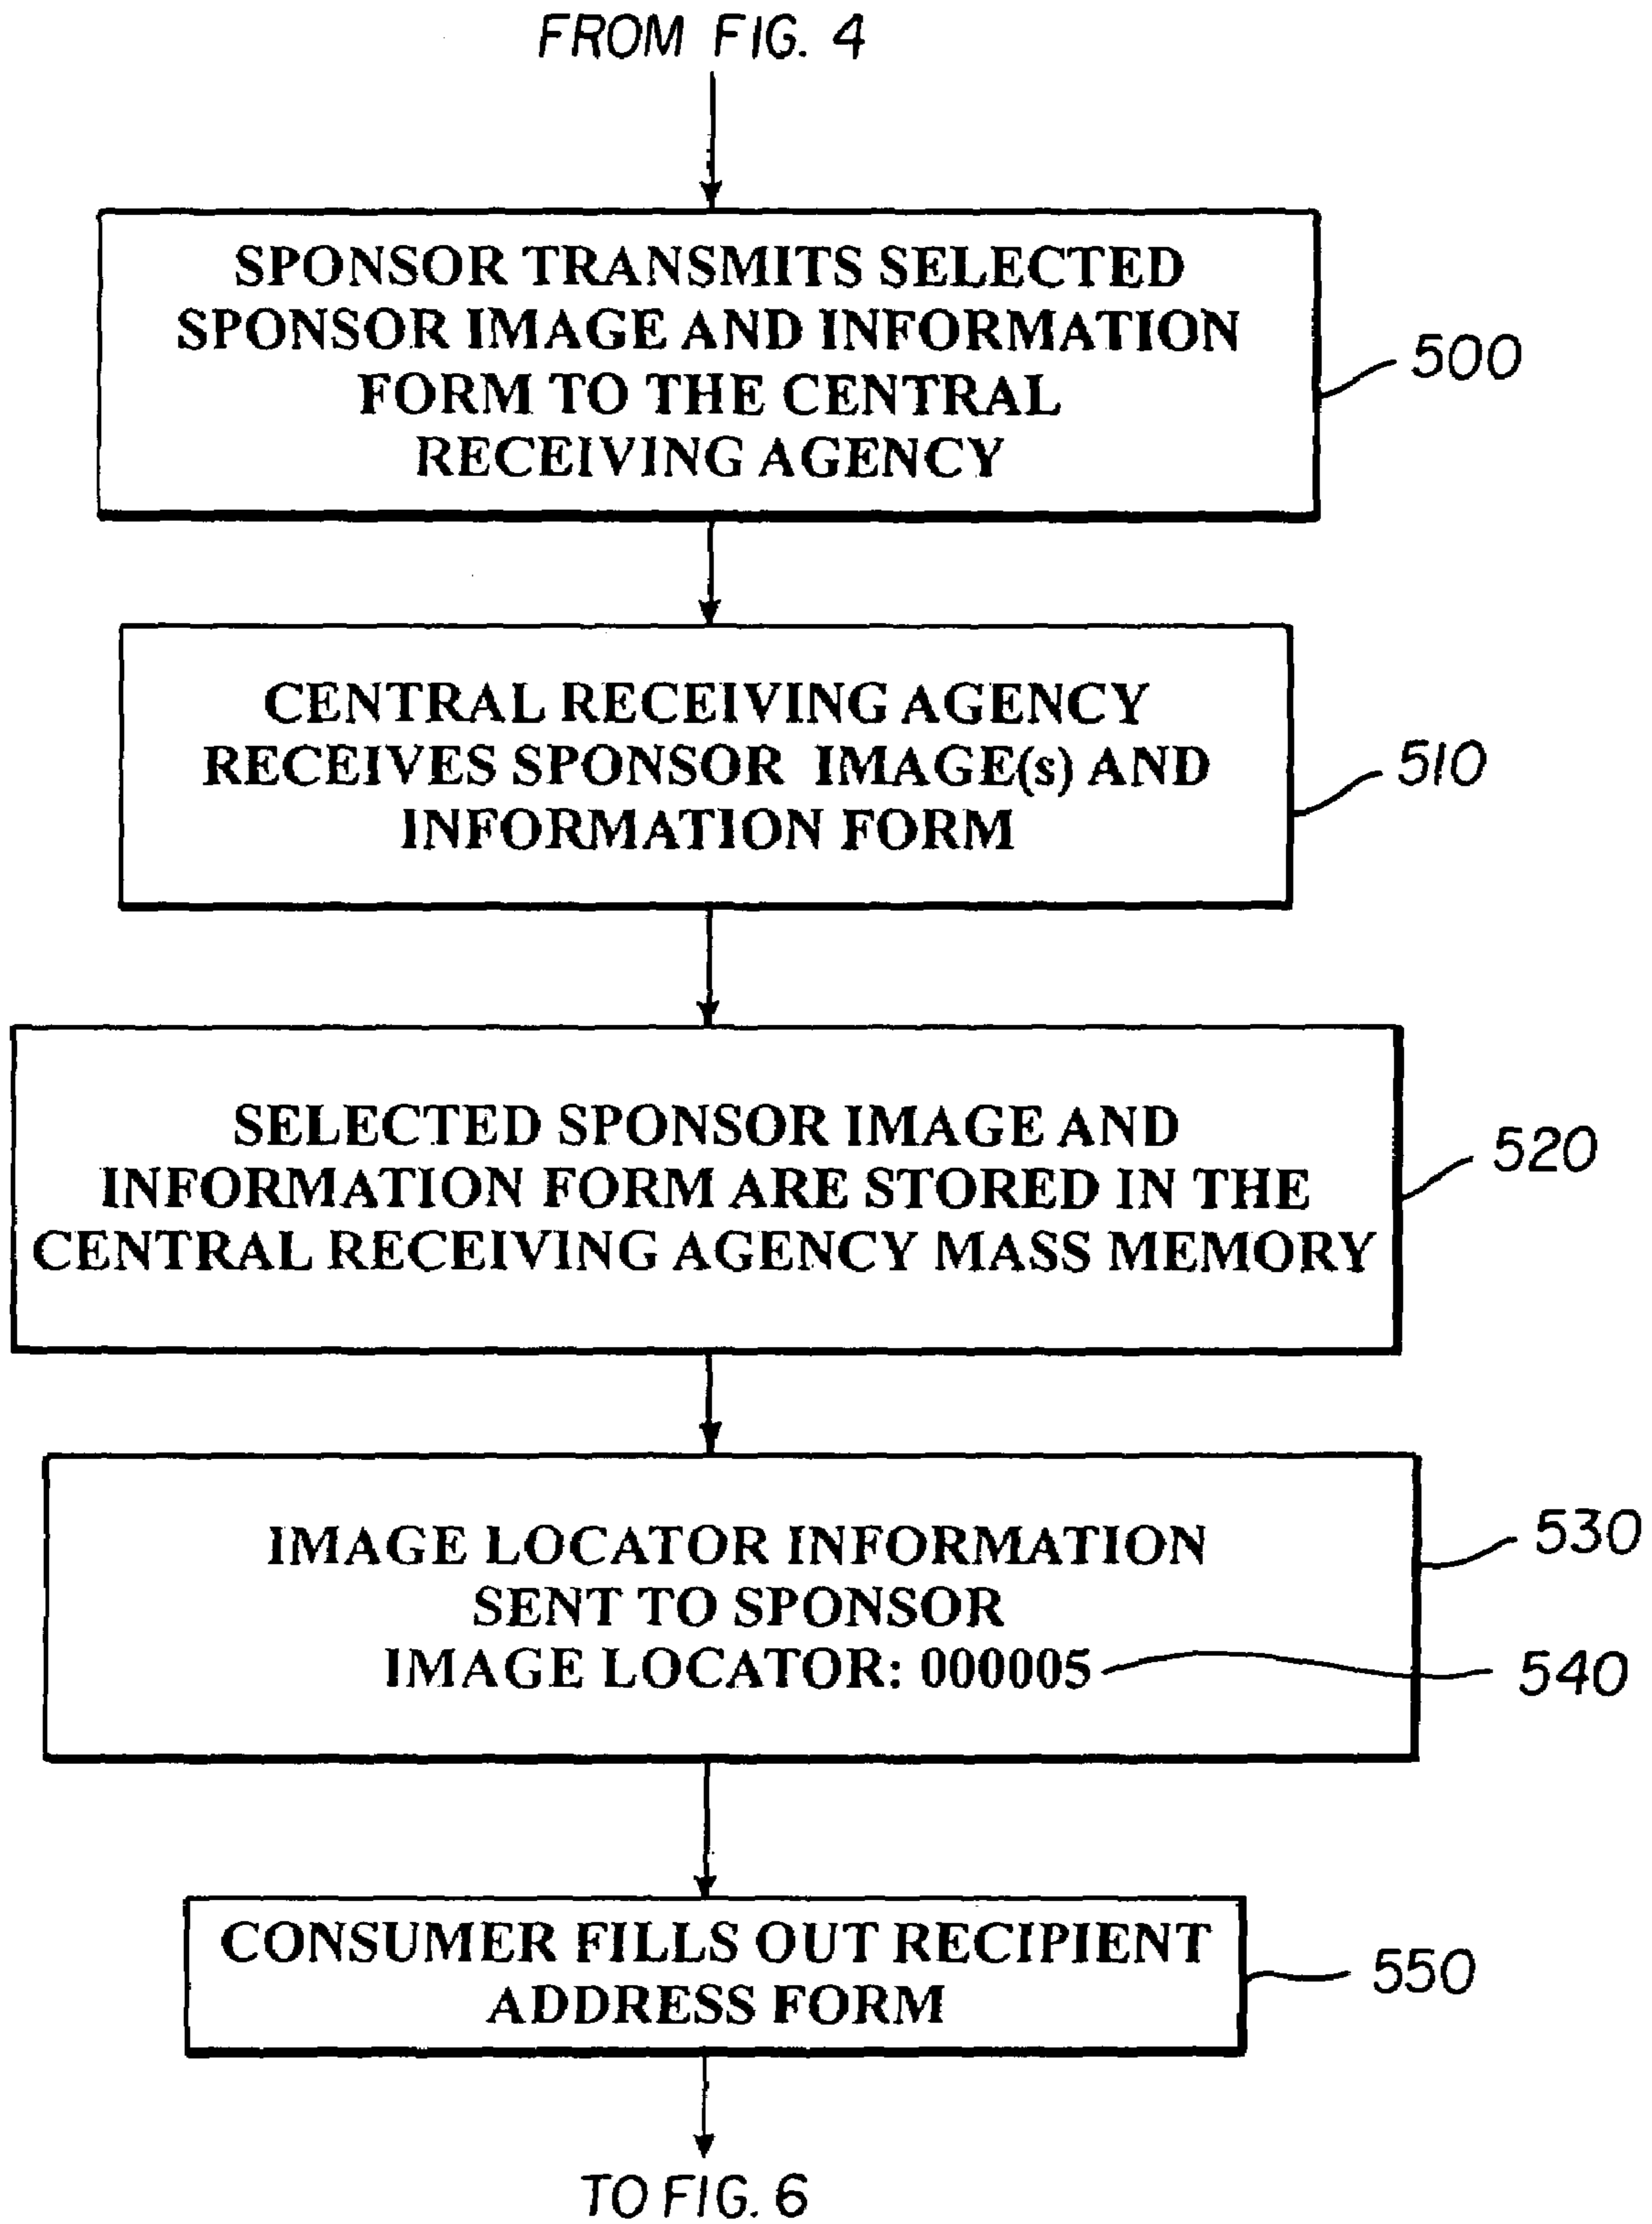 FROM FIG. 4
SPONSOR TRANSMITS SELECTED
SPONSOR IMAGE AND INFORMATION
FORM TO THE CENTRAL
RECEIVING AGENCY
500
CENTRAL RECEIVING AGENCY
RECEIVES SPONSOR IMAGE(s) AND
INFORMATION FORM
510
SELECTED SPONSOR IMAGE AND
INFORMATION FORM ARE STORED IN THE
CENTRAL RECEIVING AGENCY MASS MEMORY
520
IMAGE LOCATOR INFORMATION
SENT TO SPONSOR
IMAGE LOCATOR: 000005
530
540
CONSUMER FILLS OUT RECIPIENT
ADDRESS FORM
550
TO FIG. 6